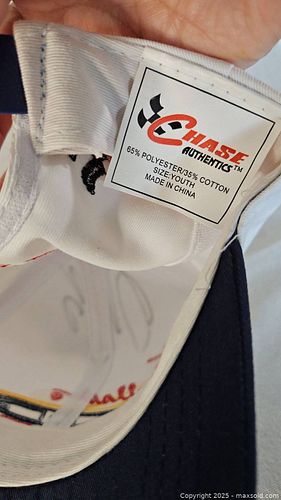 CHASE
AUTHENTICS™
65% POLYESTER/35% COTTON
SIZE:YOUTH
MADE IN CHINA
Copyright 2025 - maxsold.com